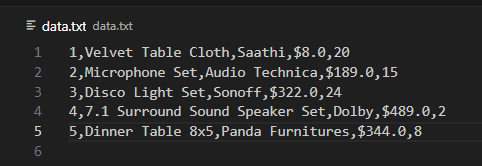 data.txt data.txt
1 1,Velvet Table Cloth,Saathi,$8.0,20
2 2,Microphone Set,Audio Technica,$189.0,15
3 3,Disco Light Set,Sonoff,$322.0,24
4 4,7.1 Surround Sound Speaker Set,Dolby,$489.0,2
5 5,Dinner Table 8x5,Panda Furnitures,$344.0,8
6